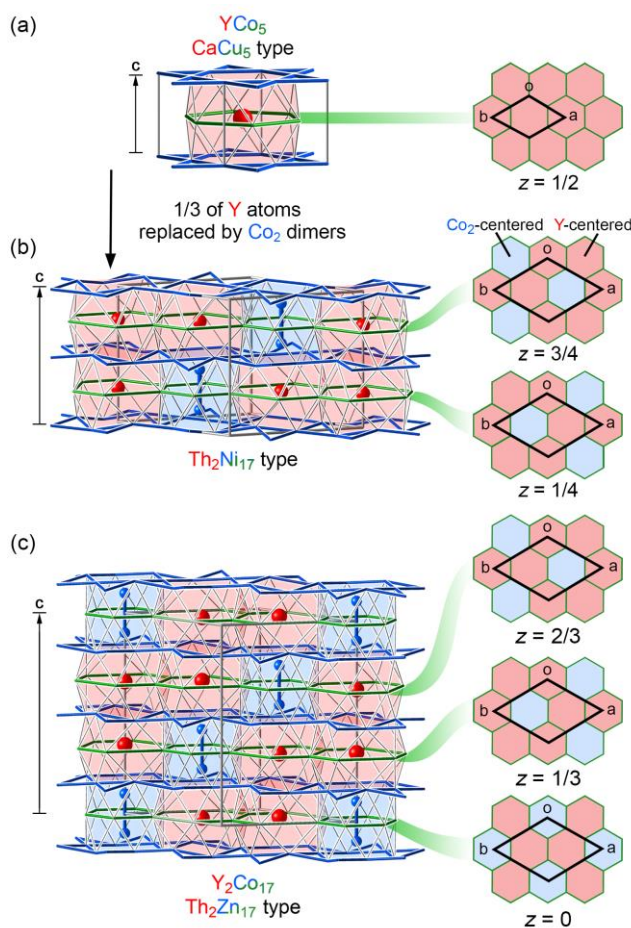 (a)
YCo5
CaCu5 type
c
o
b
a
z = 1/2
1/3 of Y atoms
replaced by Co2 dimers
Co2-centered
Y-centered
(b)
c
o
b
a
z = 3/4
o
b
a
z = 1/4
Th2Ni17 type
(c)
c
o
b
a
z = 2/3
o
b
a
z = 1/3
o
b
a
z = 0
Y2Co17
Th2Zn17 type